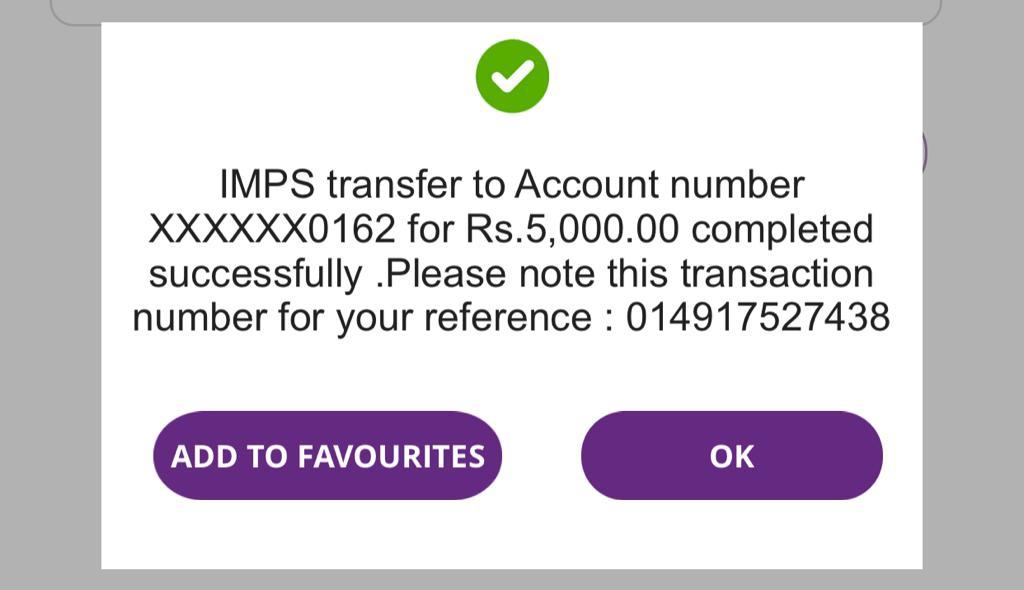 IMPS transfer to Account number
XXXXXX0162 for Rs.5,000.00 completed
successfully .Please note this transaction
number for your reference : 014917527438
ADD TO FAVOURITES
OK